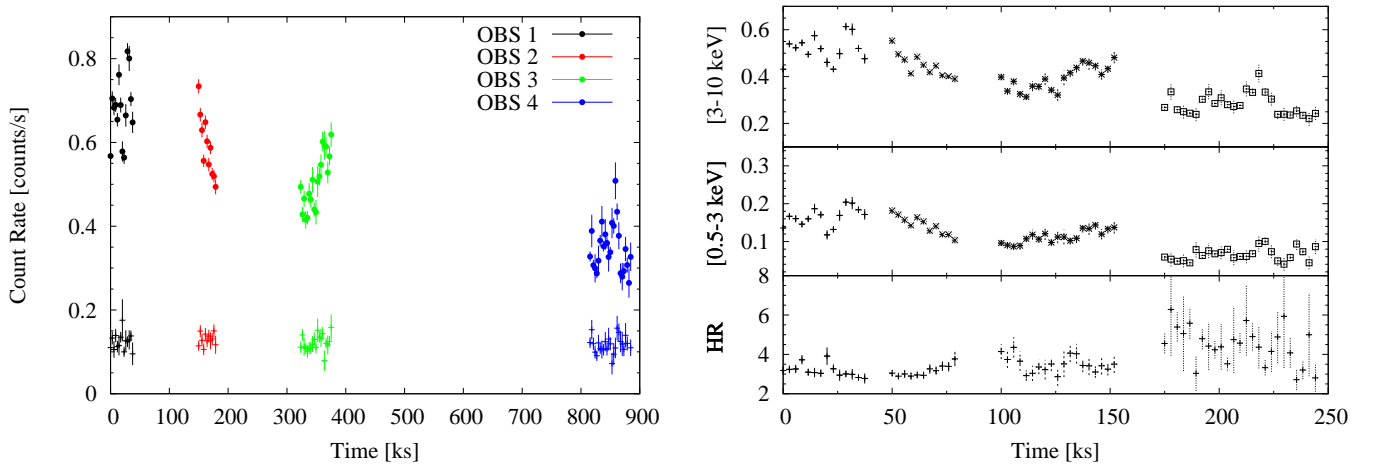 OBS 1
OBS 2
OBS 3
OBS 4
Count Rate [counts/s]
0.8
0.6
0.4
0.2
0
0 100 200 300 400 500 600 700 800 900
Time [ks]
[3-10 keV]
0.6
0.4
0.2
[0.5-3 keV]
0.3
0.2
0.1
HR
8
6
4
2
0 50 100 150 200 250
Time [ks]